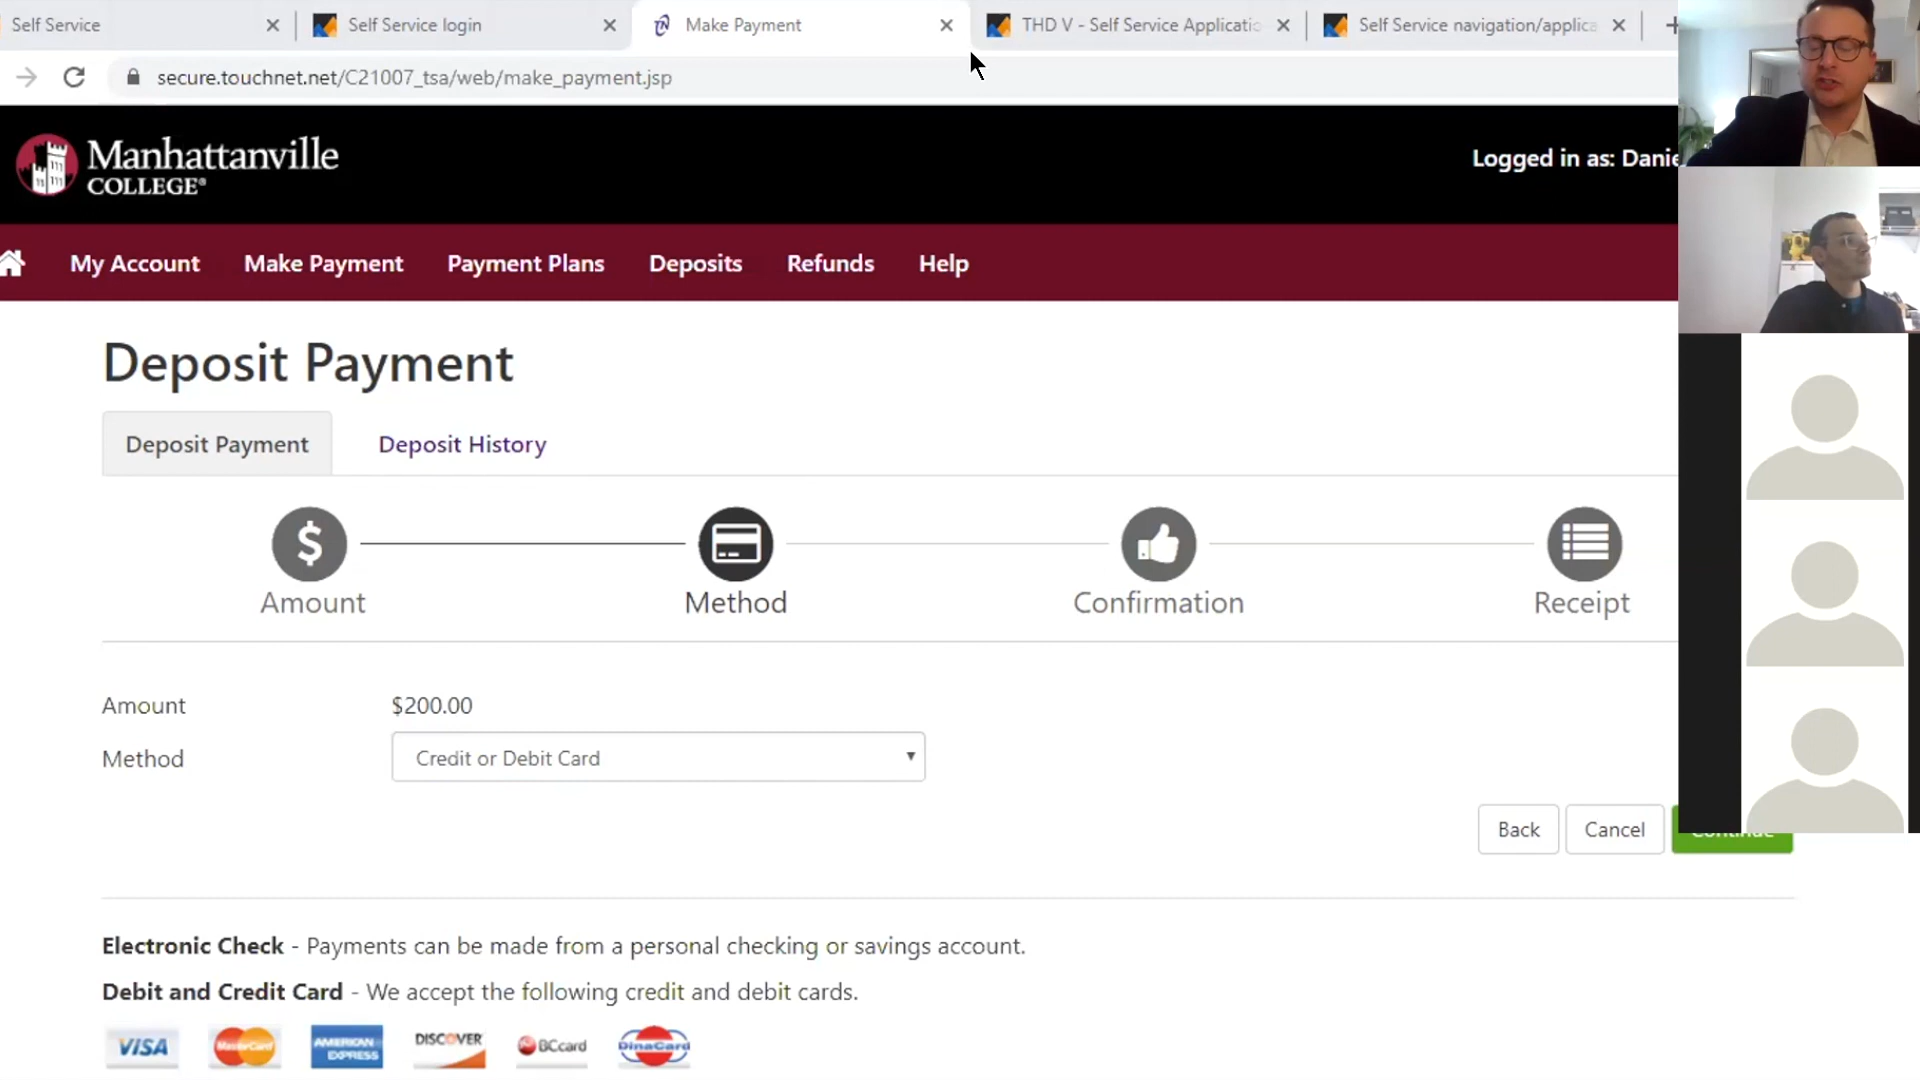 Self Service
Self Service login
Make Payment
THD V - Self Service Applicatio
Self Service navigation/applica
secure.touchnet.net/C21007_tsa/web/make_payment.jsp
Manhattanville
COLLEGE®
Logged in as: Danie
My Account
Make Payment
Payment Plans
Deposits
Refunds
Help
Deposit Payment
Deposit Payment
Deposit History
Amount
Method
Confirmation
Receipt
Amount
$200.00
Method
Credit or Debit Card
Back
Cancel
Continue
Electronic Check - Payments can be made from a personal checking or savings account.
Debit and Credit Card - We accept the following credit and debit cards.
VISA
MasterCard
AMERICAN EXPRESS
DISCOVER
BCcard
DinaCard